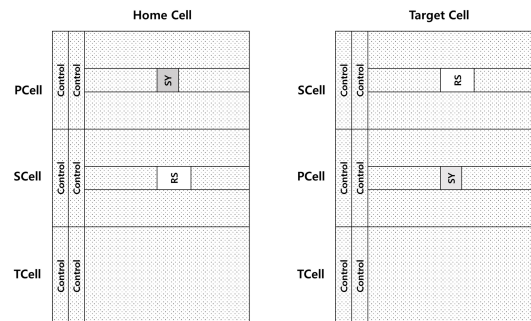 Home Cell
Target Cell
PCell
Control
Control
SY
SCell
Control
Control
RS
SCell
Control
Control
RS
PCell
Control
Control
SY
TCell
Control
Control
TCell
Control
Control